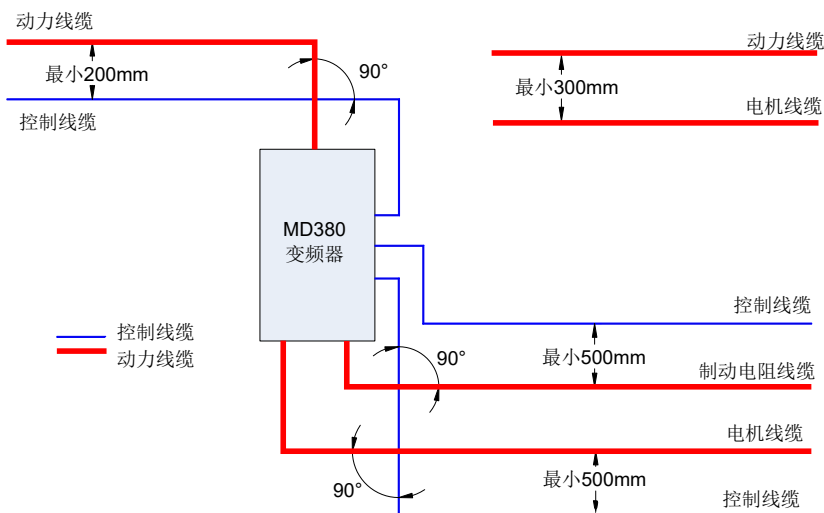 动力线缆
最小200mm
90°
控制线缆
动力线缆
最小300mm
电机线缆
MD380
变频器
控制线缆
动力线缆
控制线缆
最小500mm
90°
制动电阻线缆
电机线缆
90°
最小500mm
控制线缆